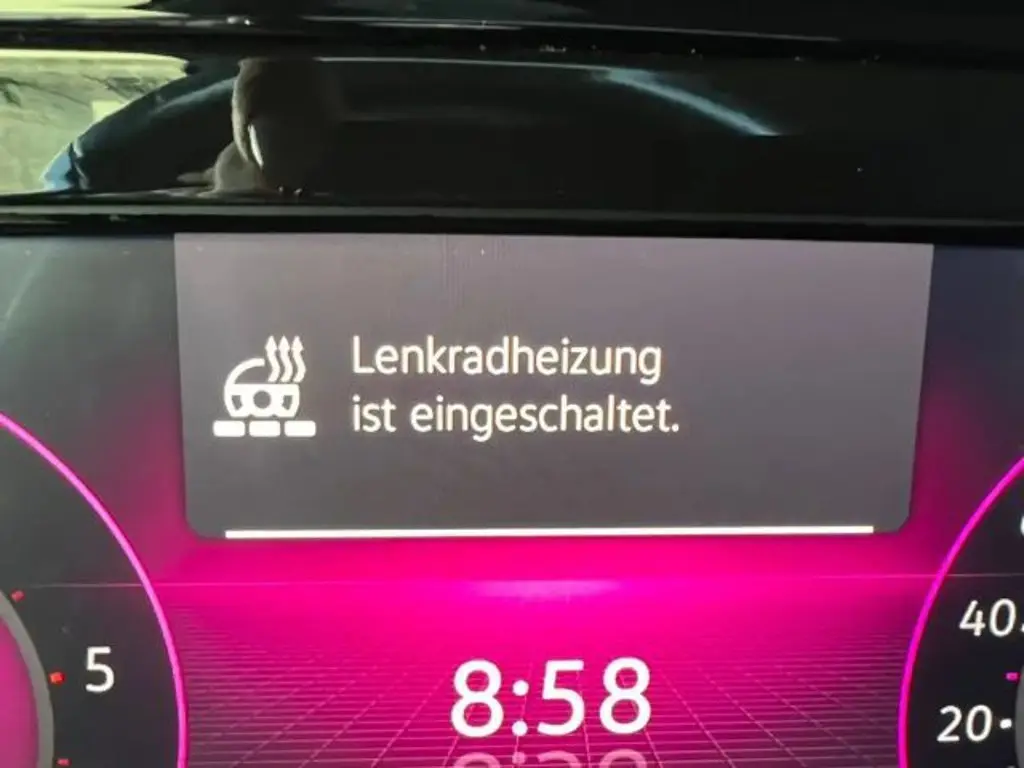 Lenkradheizung
ist eingeschaltet.
5
40
8:58
20